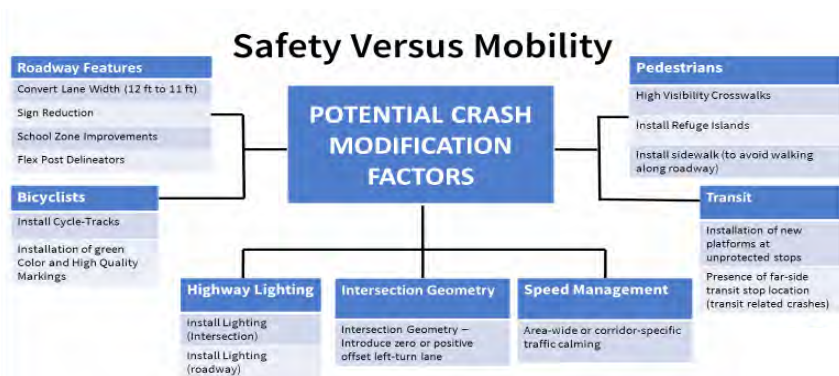 Safety Versus Mobility
Roadway Features
Convert Lane Width (12 ft to 11 ft)
Sign Reduction
School Zone Improvements
Flex Post Delineators
Bicyclists
Install Cycle-Tracks
Installation of green
Color and High Quality
Markings
POTENTIAL CRASH
MODIFICATION
FACTORS
Pedestrians
High Visibility Crosswalks
Install Refuge Islands
Install sidewalk (to avoid walking
along roadway)
Transit
Installation of new
platforms at
unprotected stops
Presence of far-side
transit stop location
(transit related crashes)
Highway Lighting
Install Lighting
(Intersection)
Install Lighting
(roadway)
Intersection Geometry
Intersection Geometry –
Introduce zero or positive
offset left-turn lane
Speed Management
Area-wide or corridor-specific
traffic calming